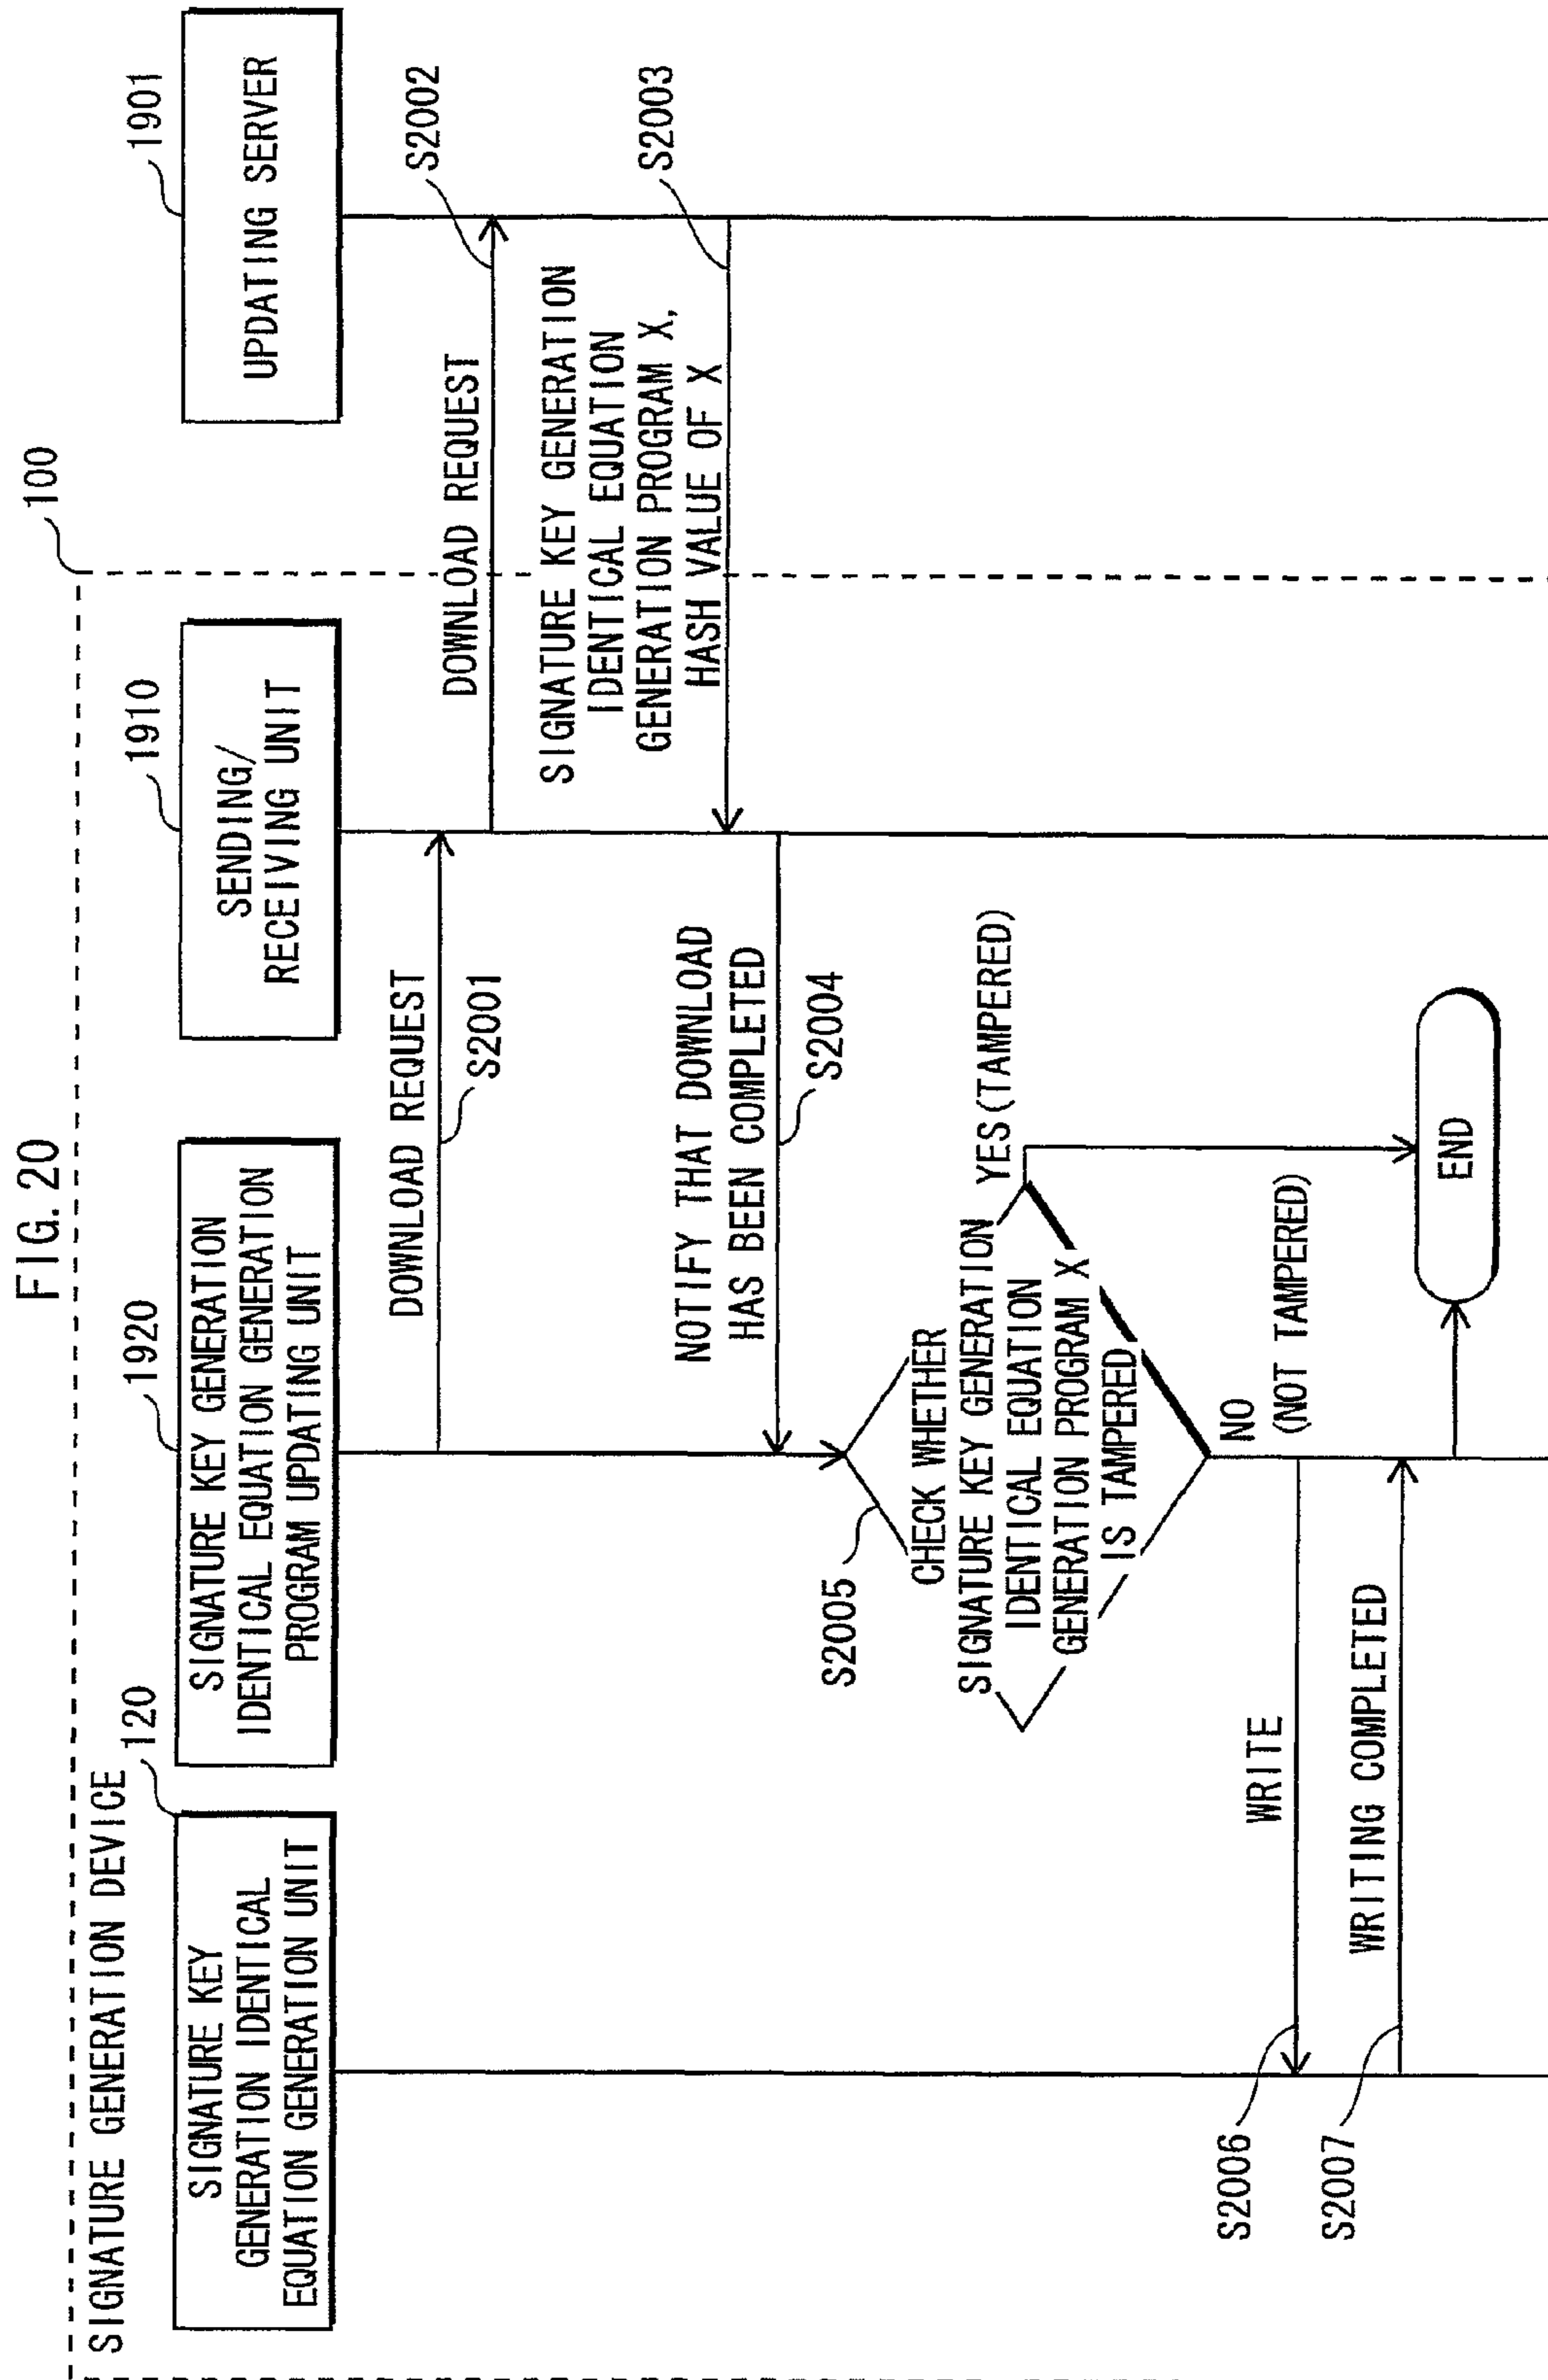 FIG. 20
100
SIGNATURE GENERATION DEVICE
120
SIGNATURE KEY
GENERATION IDENTICAL
EQUATION GENERATION UNIT
1920
SIGNATURE KEY GENERATION
IDENTICAL EQUATION GENERATION
PROGRAM UPDATING UNIT
1910
SENDING/
RECEIVING UNIT
1901
UPDATING SERVER
DOWNLOAD REQUEST
S2001
DOWNLOAD REQUEST
S2002
SIGNATURE KEY GENERATION
IDENTICAL EQUATION
GENERATION PROGRAM X,
HASH VALUE OF X
S2003
NOTIFY THAT DOWNLOAD
HAS BEEN COMPLETED
S2004
S2005
CHECK WHETHER
SIGNATURE KEY GENERATION
IDENTICAL EQUATION
GENERATION PROGRAM X
IS TAMPERED
YES(TAMPERED)
NO
(NOT TAMPERED)
WRITE
S2006
WRITING COMPLETED
S2007
END